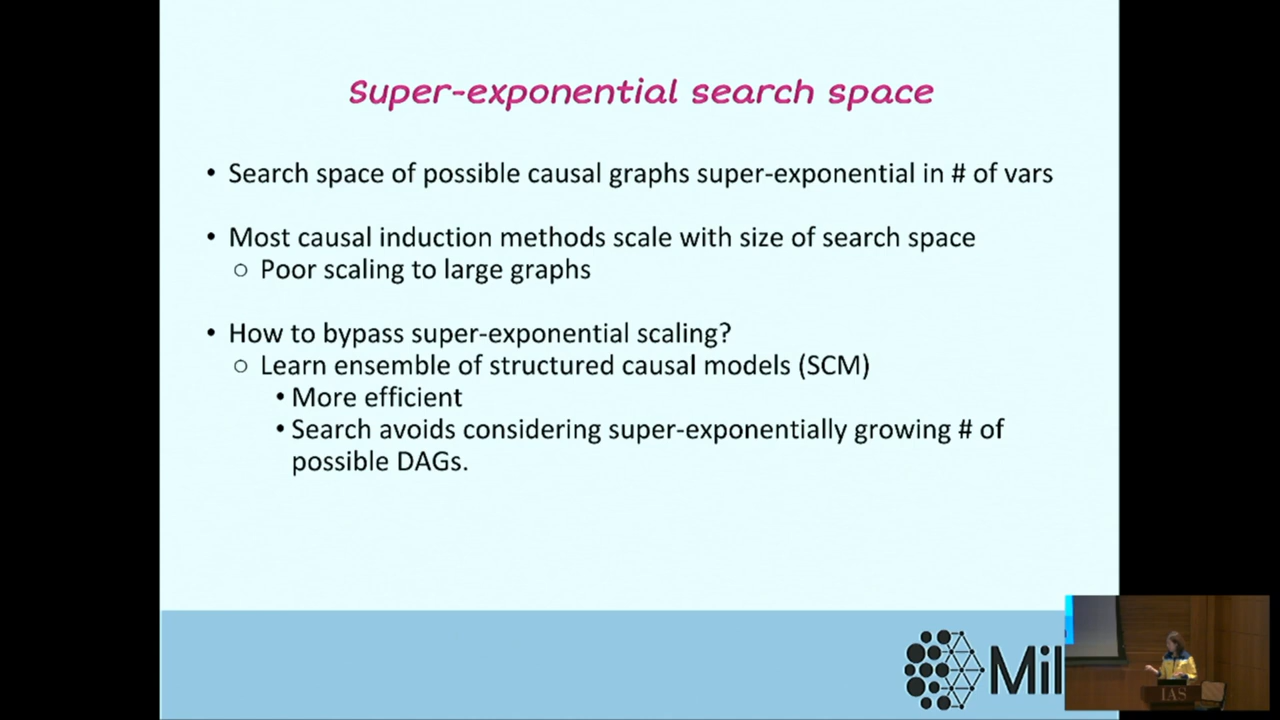 Super-exponential search space
• Search space of possible causal graphs super-exponential in # of vars
• Most causal induction methods scale with size of search space
○ Poor scaling to large graphs
• How to bypass super-exponential scaling?
○ Learn ensemble of structured causal models (SCM)
• More efficient
• Search avoids considering super-exponentially growing # of
possible DAGs.
Mil
IAS